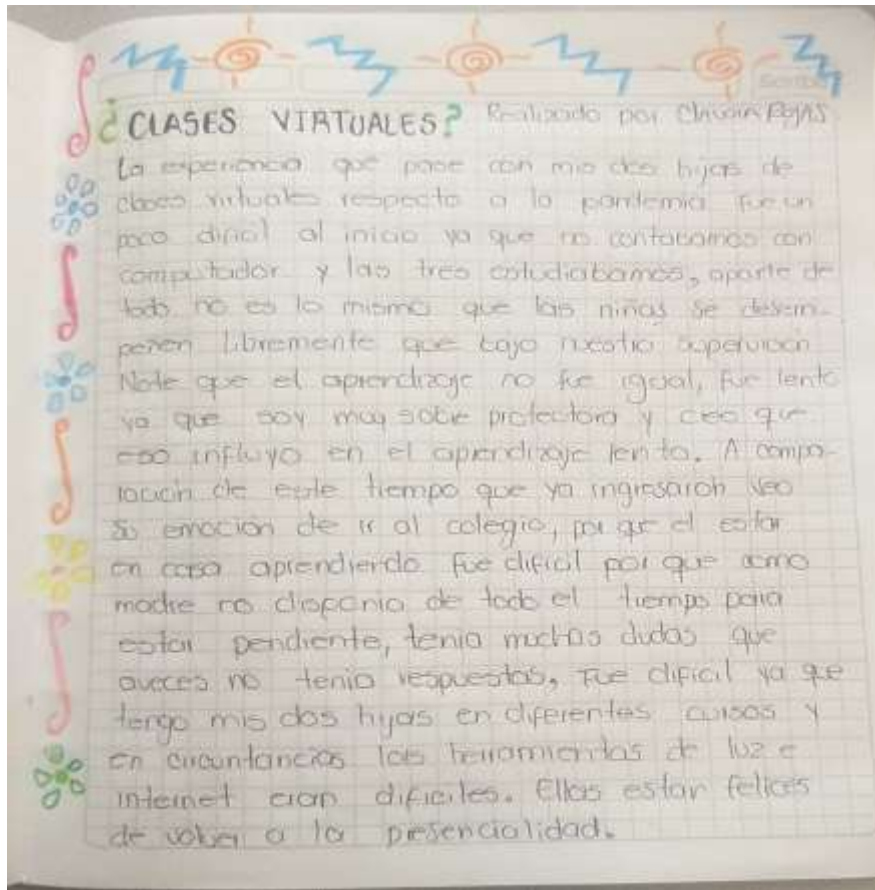 ¿CLASES VIRTUALES? Realizado por Claudia ROJAS
La experiencia que pase con mis dos hijas de
clases virtuales respecto a la pandemia fue un
poco dificil al inicio ya que no contabamos con
computador y las tres estudiabamos, aparte de
todo no es lo mismo que las niñas se desem-
peñen libremente que bajo nuestra supervision
Note que el aprendizaje no fue igual, fue lento
ya que soy muy sobre protectora y creo que
eso influyo en el aprendizaje lento. A compa-
racion de este tiempo que ya ingresaron veo
su emoción de ir al colegio, por que el estar
en casa aprendiendo fue dificil por que como
madre no disponia de todo el tiempo para
estar pendiente, tenia muchas dudas que
aveces no tenia respuestas, Fue dificil ya que
tengo mis dos hijas en diferentes cursos y
en circuntancias las herramientas de luz e
internet eran dificiles. Ellas estan felices
de volver a la presencialidad.